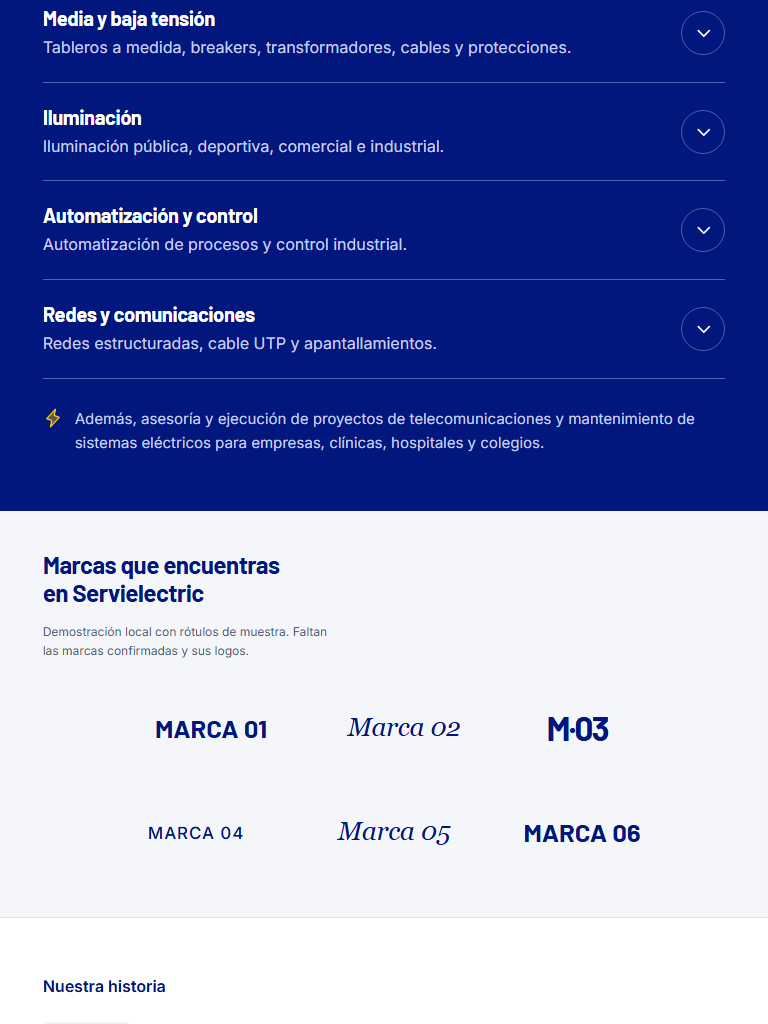 Media y baja tensión
Tableros a medida, breakers, transformadores, cables y protecciones.
Iluminación
Iluminación pública, deportiva, comercial e industrial.
Automatización y control
Automatización de procesos y control industrial.
Redes y comunicaciones
Redes estructuradas, cable UTP y apantallamientos.
Además, asesoría y ejecución de proyectos de telecomunicaciones y mantenimiento de
sistemas eléctricos para empresas, clínicas, hospitales y colegios.
Marcas que encuentras
en Servielectric
Demostración local con rótulos de muestra. Faltan
las marcas confirmadas y sus logos.
MARCA 01
Marca 02
M·03
MARCA 04
Marca 05
MARCA 06
Nuestra historia